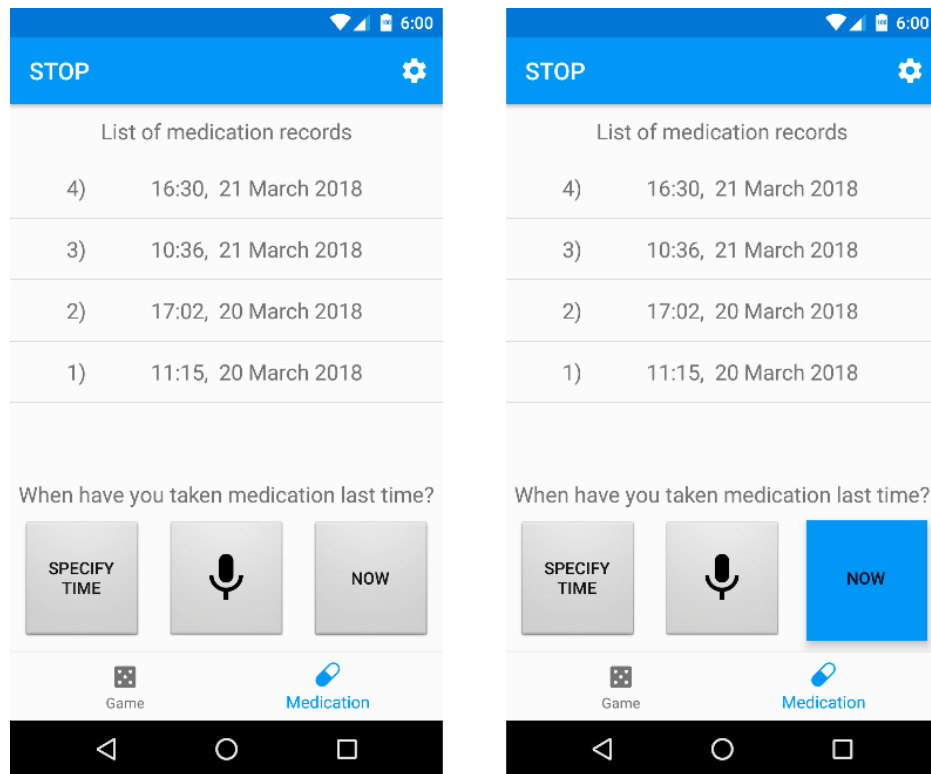 6:00
STOP
List of medication records
4) 16:30, 21 March 2018
3) 10:36, 21 March 2018
2) 17:02, 20 March 2018
1) 11:15, 20 March 2018
When have you taken medication last time?
SPECIFY
TIME
NOW
Game
Medication
6:00
STOP
List of medication records
4) 16:30, 21 March 2018
3) 10:36, 21 March 2018
2) 17:02, 20 March 2018
1) 11:15, 20 March 2018
When have you taken medication last time?
SPECIFY
TIME
NOW
Game
Medication